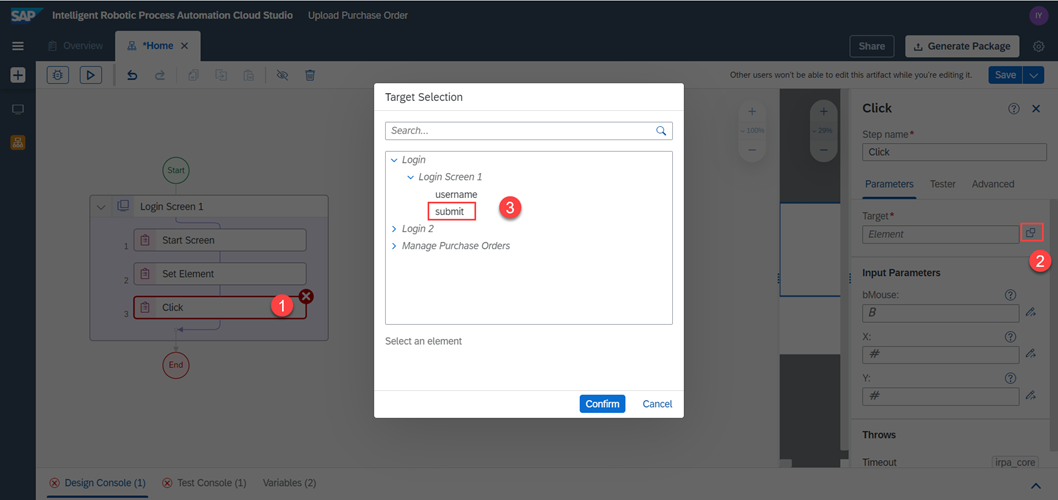 SAP Intelligent Robotic Process Automation Cloud Studio Upload Purchase Order IY
Overview *Home Share Generate Package
Other users won't be able to edit this artifact while you're editing it. Save
Start
Login Screen 1
1 Start Screen
2 Set Element
3 Click 1
End
Target Selection
Search...
Login
Login Screen 1
username
submit 3
Login 2
Manage Purchase Orders
Select an element
Confirm Cancel
Click
Step name*
Click
Parameters Tester Advanced
Target*
Element
2
Input Parameters
bMouse:
B
X:
#
Y:
#
Throws
Timeout irpa_core
Design Console (1) Test Console (1) Variables (2)